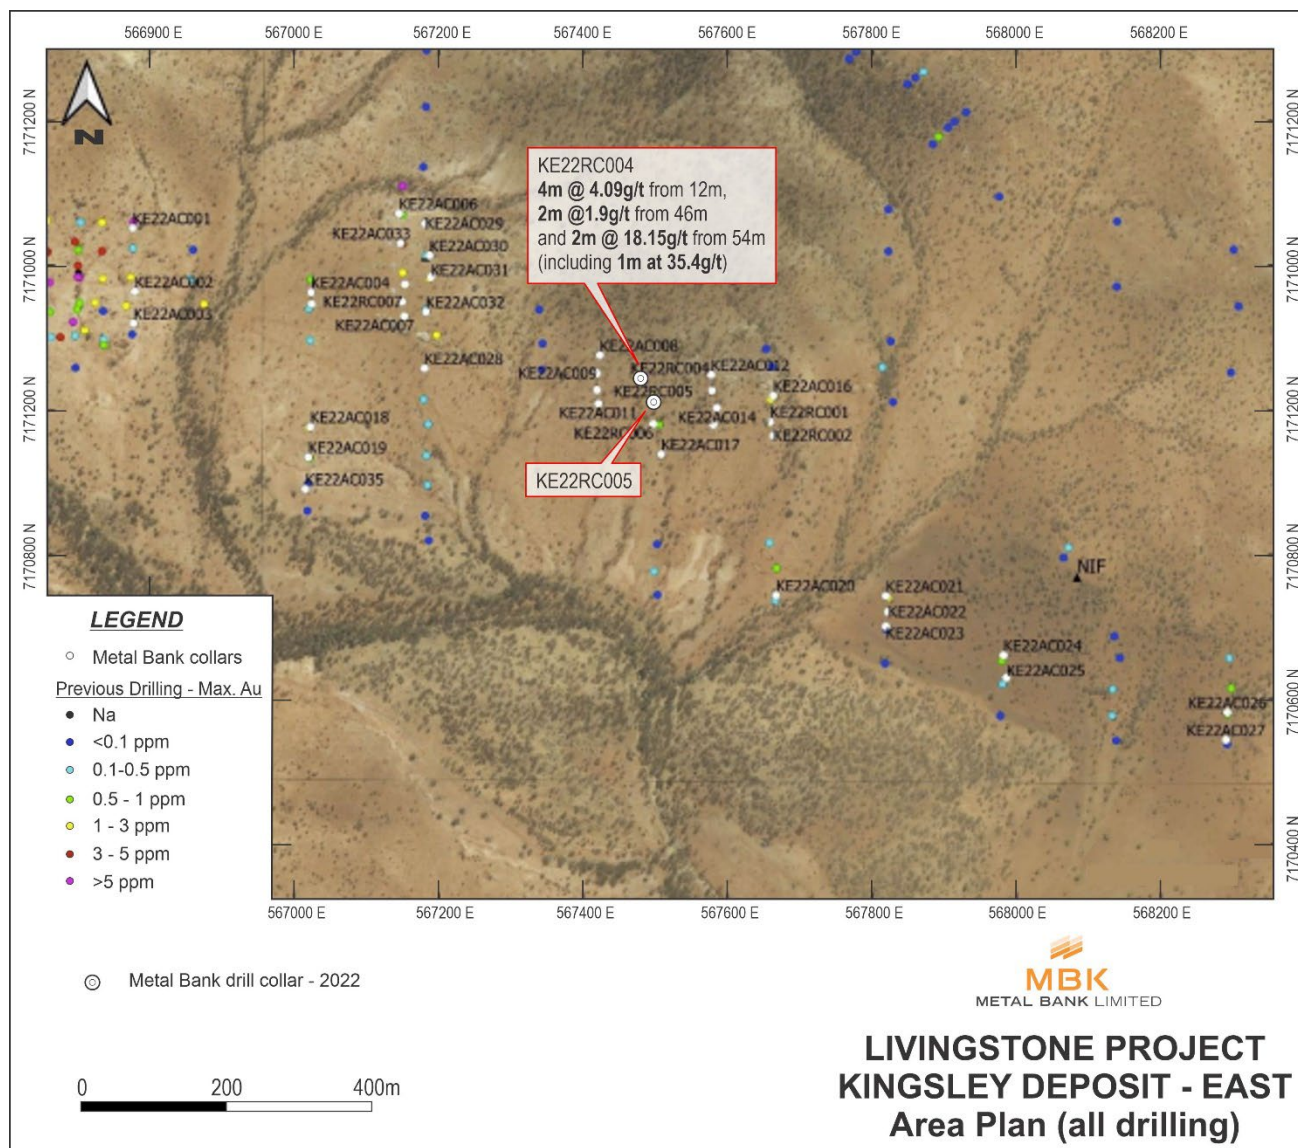 566900 E
567000 E
567200 E
567400 E
567600 E
567800 E
568000 E
568200 E
7171200 N
7171200 N
N
KE22RC004
4m @ 4.09g/t from 12m,
2m @1.9g/t from 46m
and 2m @ 18.15g/t from 54m
(including 1m at 35.4g/t)
KE22AC001
KE22AC006
KE22AC029
KE22AC033
KE22AC030
7171000 N
7171000 N
KE22AC031
KE22AC002
KE22AC004
KE22RC007
KE22AC032
KE22AC003
KE22AC007
KE22AC008
KE22AC028
KE22AC009
KE22RC004
KE22AC012
KE22RC005
KE22AC016
7171200 N
7171200 N
KE22AC018
KE22AC011
KE22AC014
KE22RC001
KE22RC006
KE22RC002
KE22AC019
KE22AC017
KE22AC035
KE22RC005
7170800 N
7170800 N
NIF
KE22AC020
KE22AC021
KE22AC022
KE22AC023
KE22AC024
KE22AC025
7170600 N
KE22AC026
KE22AC027
7170400 N
LEGEND
Metal Bank collars
Previous Drilling - Max. Au
Na
<0.1 ppm
0.1-0.5 ppm
0.5 - 1 ppm
1 - 3 ppm
3 - 5 ppm
>5 ppm
567000 E
567200 E
567400 E
567600 E
567800 E
568000 E
568200 E
Metal Bank drill collar - 2022
0 200 400m
MBK
METAL BANK LIMITED
LIVINGSTONE PROJECT
KINGSLEY DEPOSIT - EAST
Area Plan (all drilling)